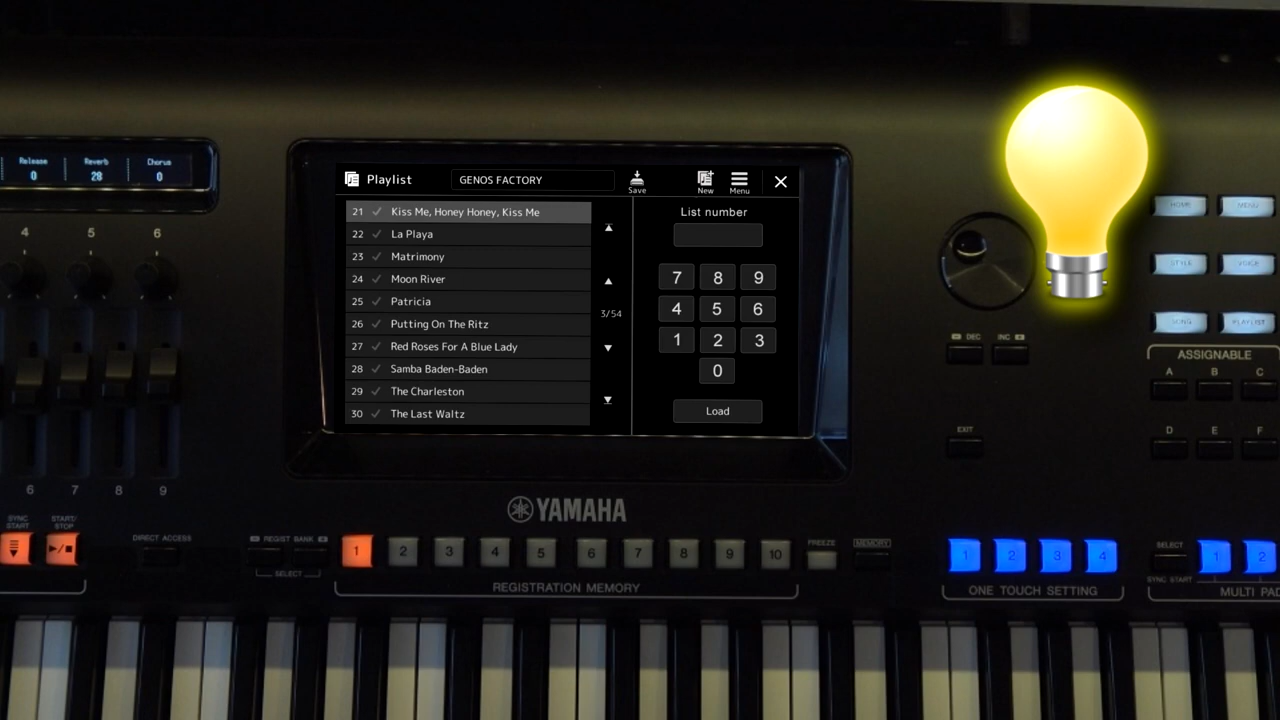 Release Reverb Chorus
0 28 0
4 5 6
6 7 8 9
SYNC START
START/STOP
DIRECT ACCESS
Playlist
GENOS FACTORY
Save
New
Menu
21 Kiss Me, Honey Honey, Kiss Me
22 La Playa
23 Matrimony
24 Moon River
25 Patricia
26 Putting On The Ritz
27 Red Roses For A Blue Lady
28 Samba Baden-Baden
29 The Charleston
30 The Last Waltz
3/54
List number
7 8 9
4 5 6
1 2 3
0
Load
YAMAHA
REGIST BANK
SELECT
1 2 3 4 5 6 7 8 9 10
REGISTRATION MEMORY
FREEZE
MEMORY
DEC INC
EXIT
HOME MENU
STYLE VOICE
SONG PLAYLIST
ASSIGNABLE
A B C
D E F
1 2 3 4
ONE TOUCH SETTING
SELECT
SYNC START
1 2
MULTI PAD